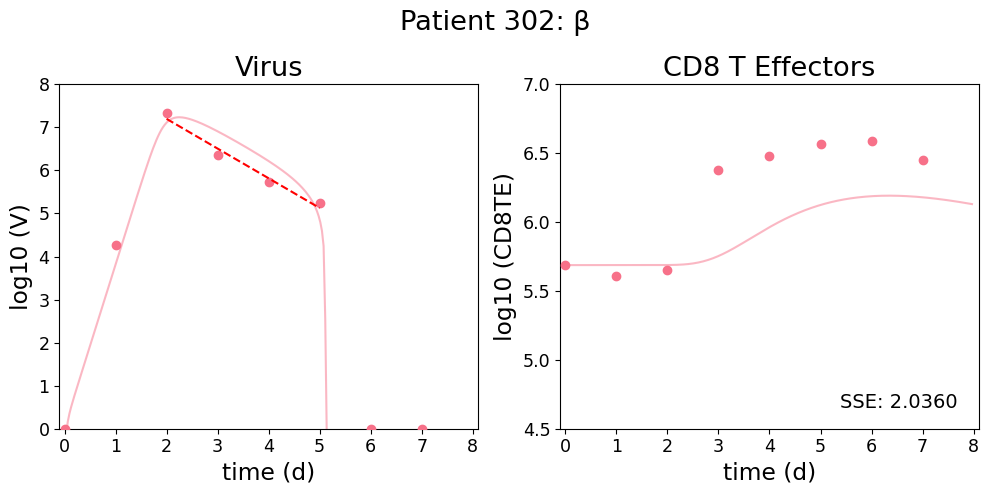 Patient 302: β
Virus
CD8 T Effectors
log10 (V)
8
7
6
5
4
3
2
1
0
0 1 2 3 4 5 6 7 8
time (d)
log10 (CD8TE)
7.0
6.5
6.0
5.5
5.0
4.5
SSE: 2.0360
0 1 2 3 4 5 6 7 8
time (d)